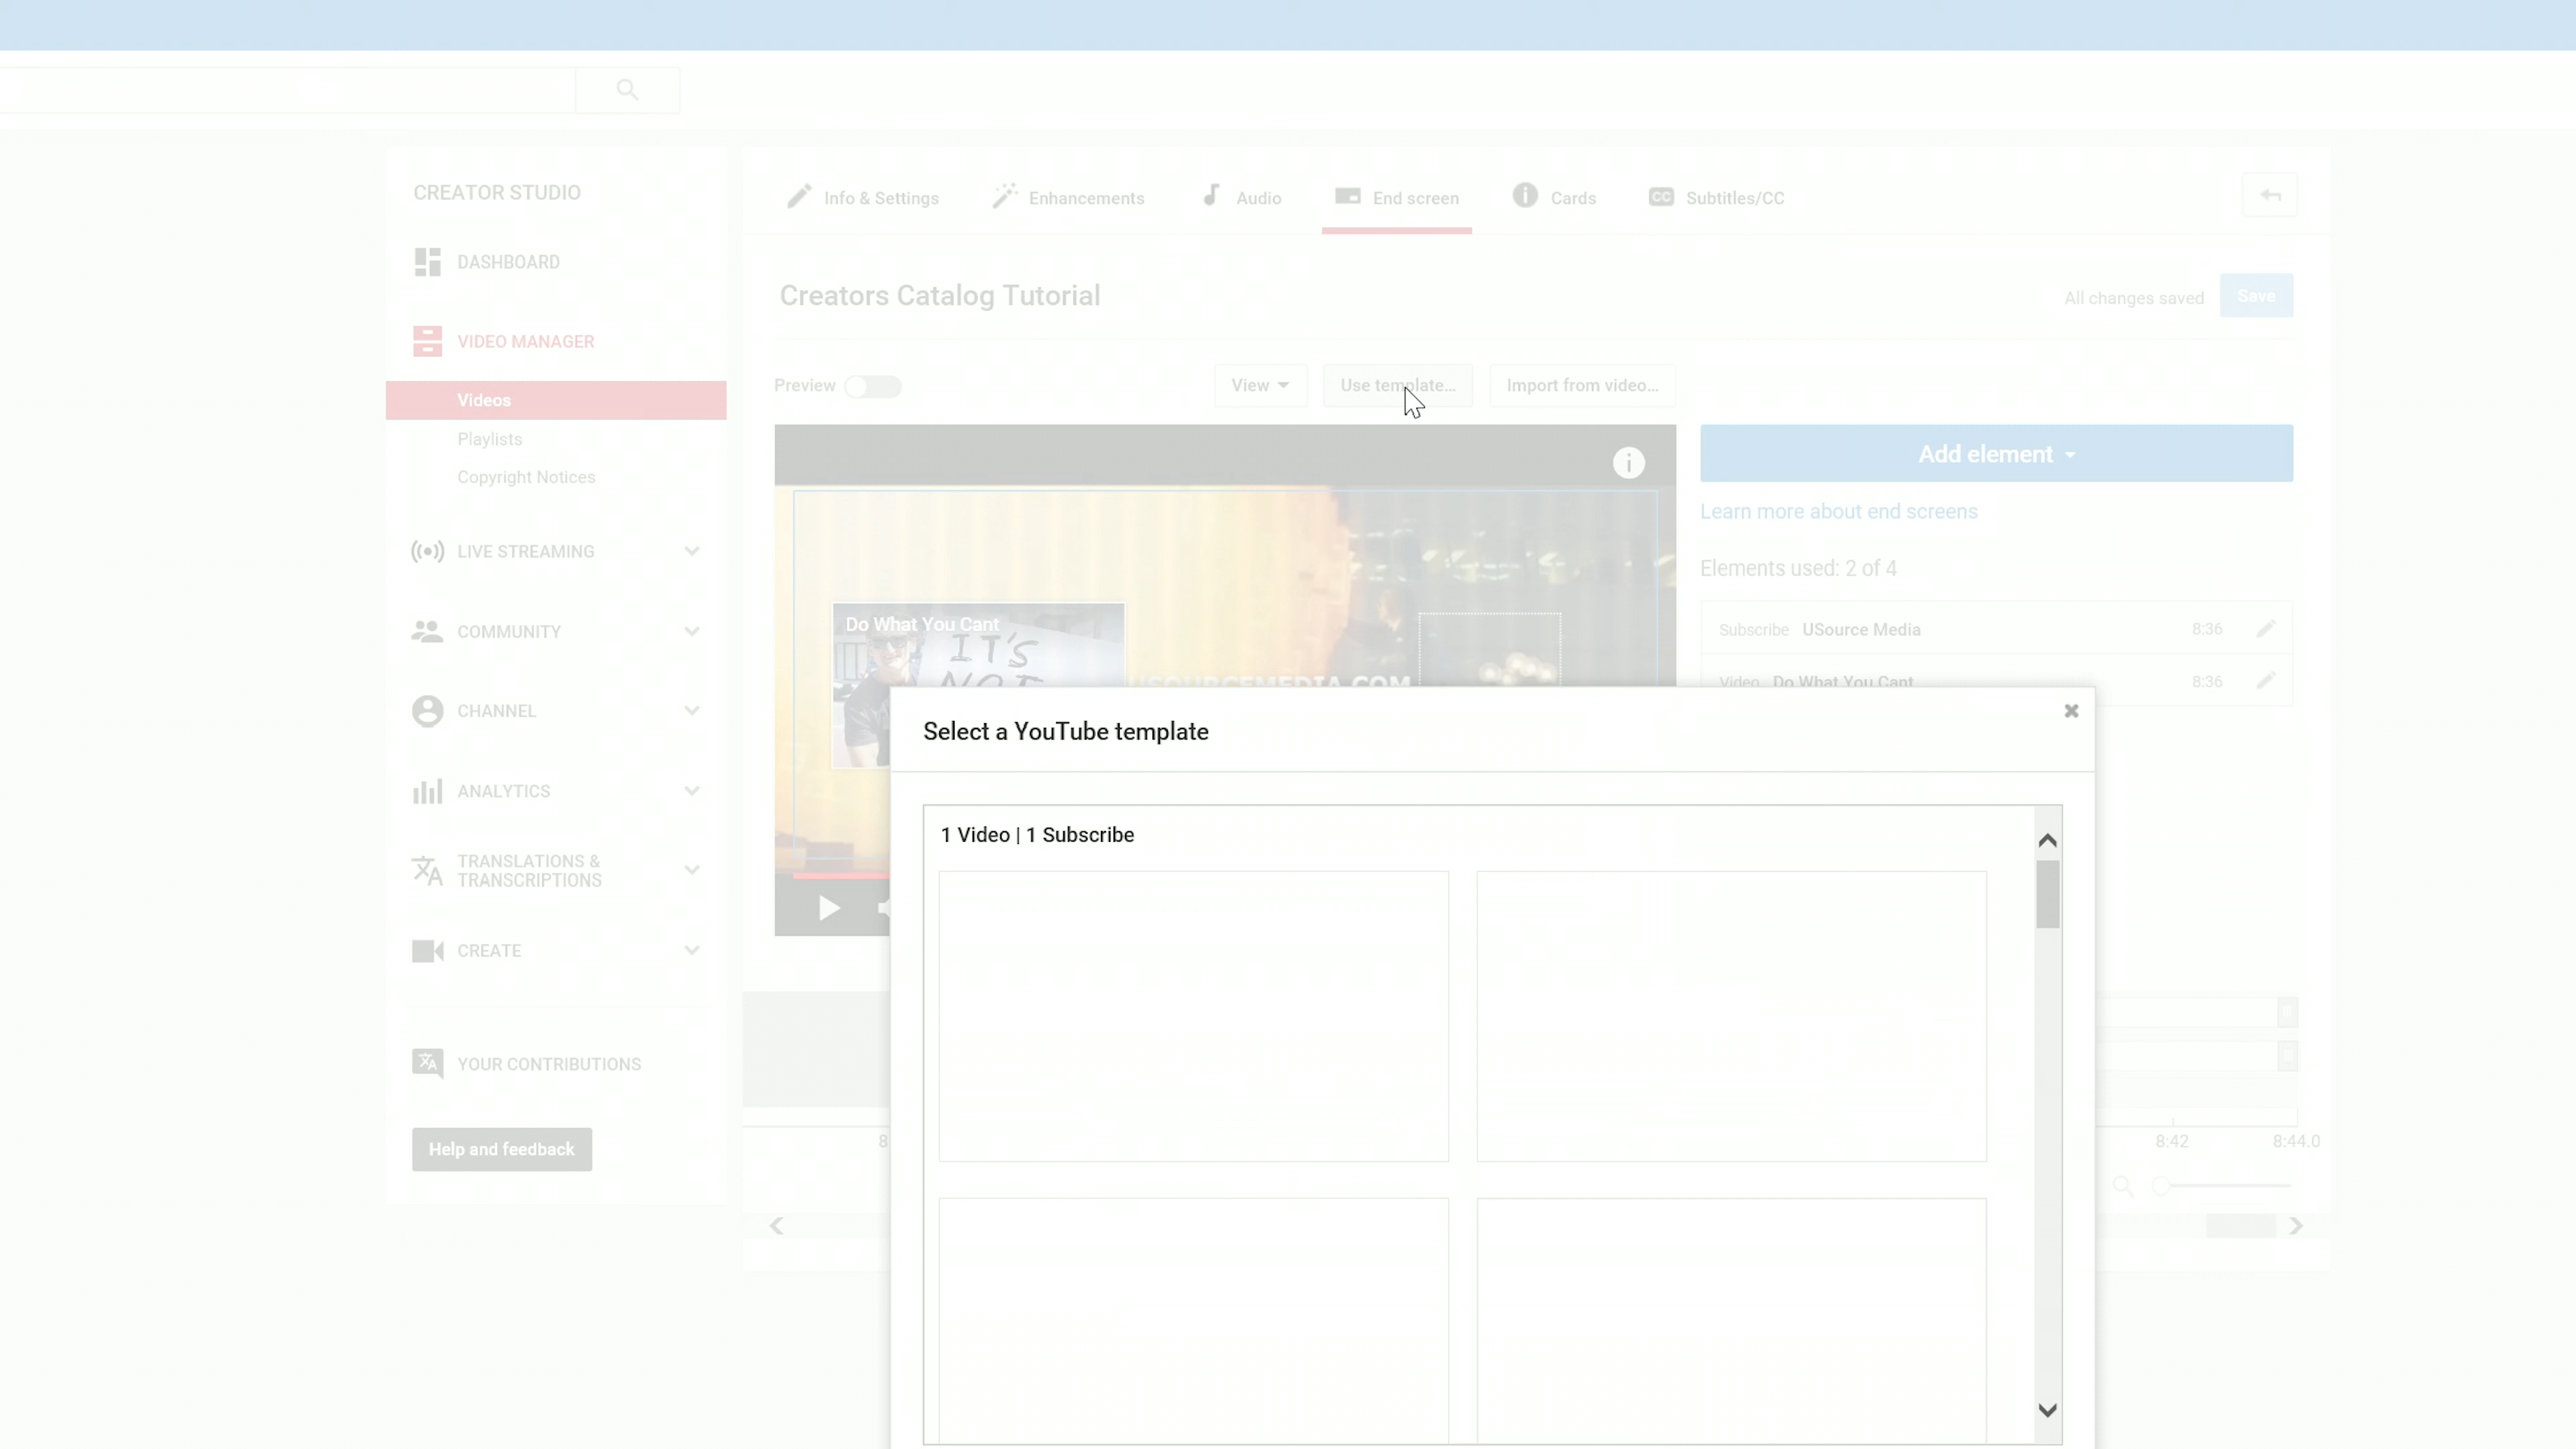 CREATOR STUDIO
DASHBOARD
VIDEO MANAGER
Videos
Playlists
Copyright Notices
LIVE STREAMING
COMMUNITY
CHANNEL
ANALYTICS
TRANSLATIONS &
TRANSCRIPTIONS
CREATE
YOUR CONTRIBUTIONS
Help and feedback
Info & Settings
Enhancements
Audio
End screen
Cards
CC Subtitles/CC
Creators Catalog Tutorial
All changes saved
Save
Preview
View
Use template...
Import from video...
Do What You Cant
IT'S
NOT
USOURCEMEDIA.COM
Add element
Learn more about end screens
Elements used: 2 of 4
Subscribe USource Media 8:36
Video Do What You Cant 8:36
Select a YouTube template
1 Video | 1 Subscribe
8
8:42
8:44.0